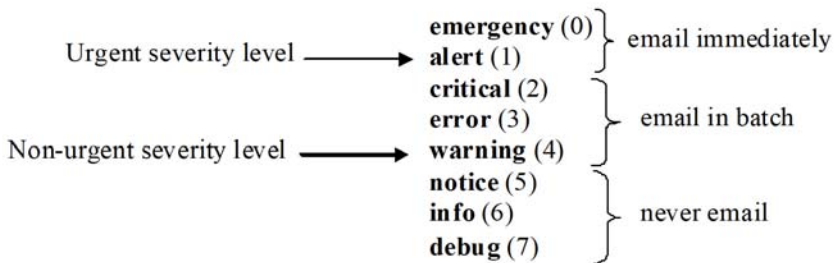 emergency (0)
email immediately
Urgent severity level
alert (1)
critical (2)
error (3)
email in batch
Non-urgent severity level
warning (4)
notice (5)
info (6)
never email
debug (7)